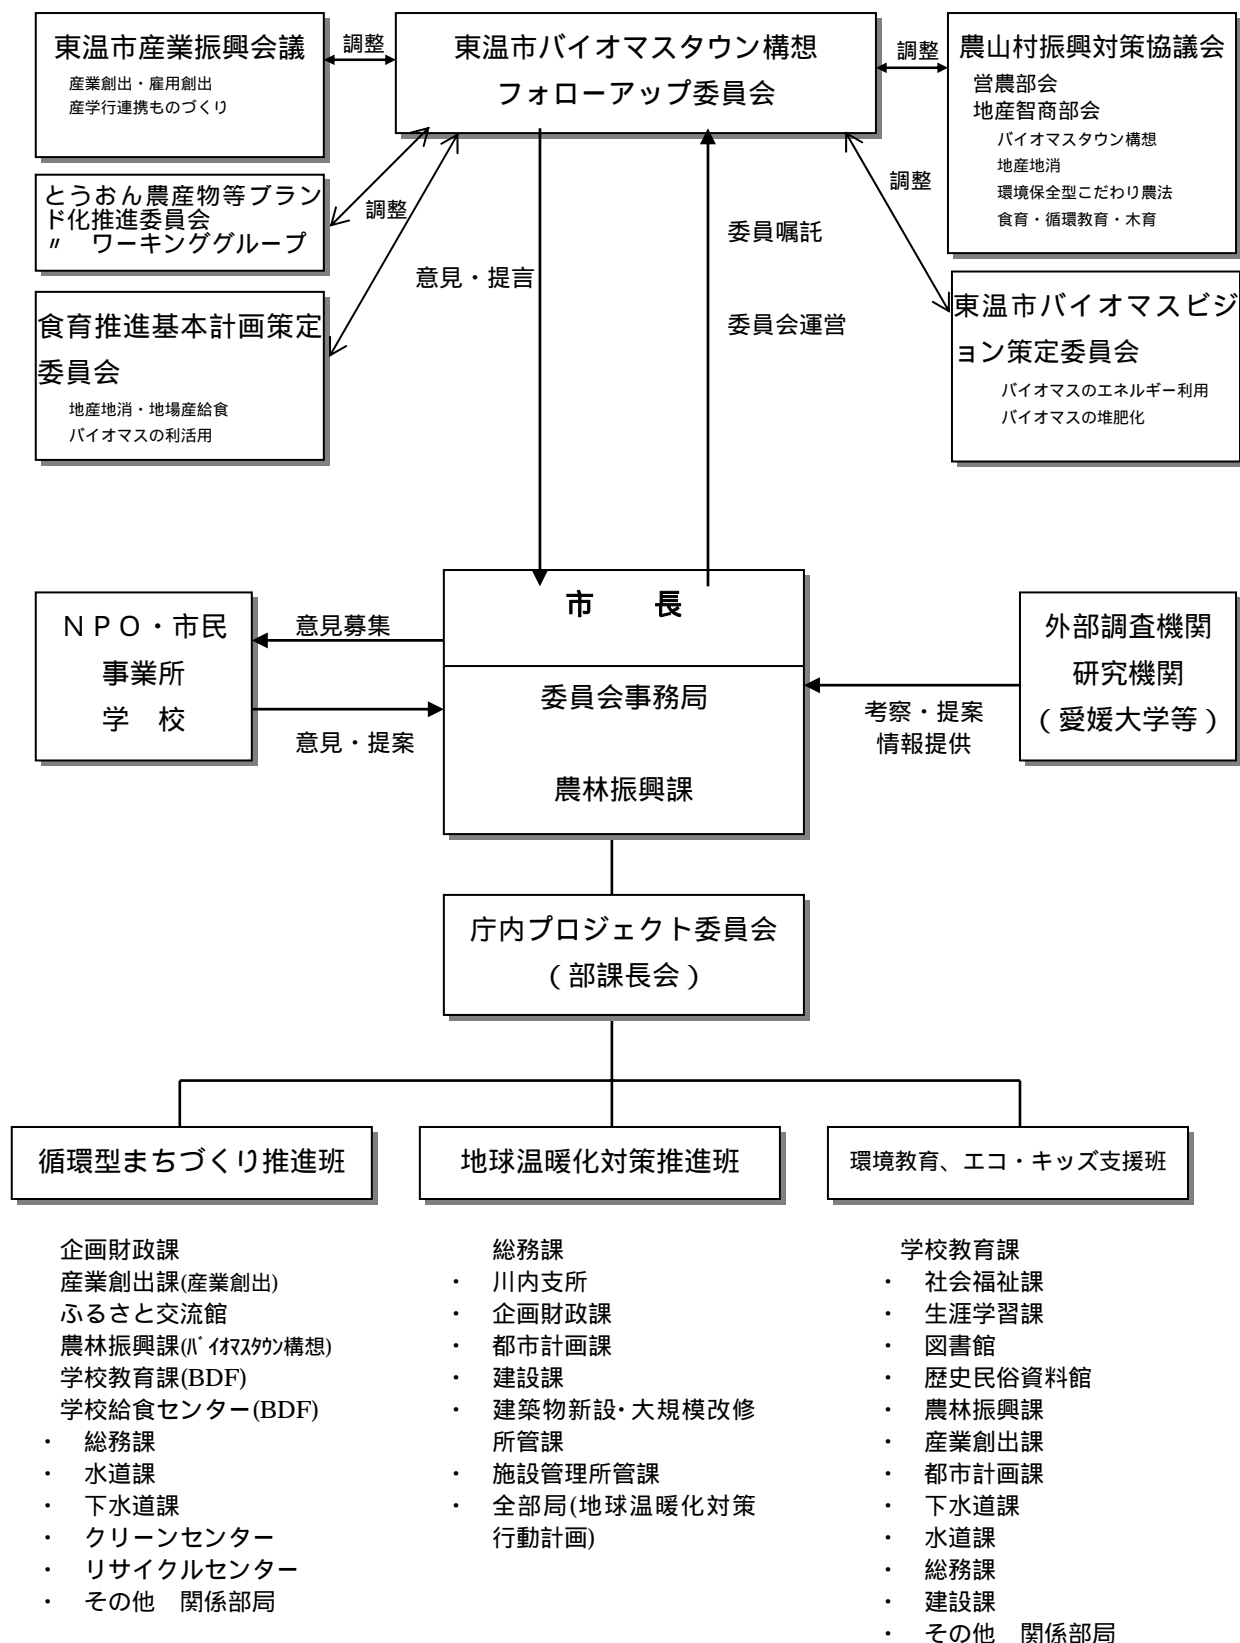 東温市産業振興会議
産業創出・雇用創出
産学行連携ものづくり
調整
東温市バイオマスタウン構想
フォローアップ委員会
調整
農山村振興対策協議会
営農部会
地産智商部会
バイオマスタウン構想
地産地消
環境保全型こだわり農法
食育・循環教育・木育
とうおん農産物等ブラン
ド化推進委員会
〃 ワーキンググループ
調整
調整
食育推進基本計画策定
委員会
地産地消・地場産給食
バイオマスの利活用
意見・提言
委員嘱託
委員会運営
東温市バイオマスビジ
ョン策定委員会
バイオマスのエネルギー利用
バイオマスの堆肥化
NPO・市民
事業所
学 校
意見募集
意見・提案
市 長
委員会事務局
農林振興課
考察・提案
情報提供
外部調査機関
研究機関
(愛媛大学等)
庁内プロジェクト委員会
(部課長会)
循環型まちづくり推進班
企画財政課
産業創出課(産業創出)
ふるさと交流館
農林振興課(バイオマスタウン構想)
学校教育課(BDF)
学校給食センター(BDF)
・ 総務課
・ 水道課
・ 下水道課
・ クリーンセンター
・ リサイクルセンター
・ その他 関係部局
地球温暖化対策推進班
総務課
・ 川内支所
・ 企画財政課
・ 都市計画課
・ 建設課
・ 建築物新設・大規模改修
所管課
・ 施設管理所管課
・ 全部局(地球温暖化対策
行動計画)
環境教育、エコ・キッズ支援班
学校教育課
・ 社会福祉課
・ 生涯学習課
・ 図書館
・ 歴史民俗資料館
・ 農林振興課
・ 産業創出課
・ 都市計画課
・ 下水道課
・ 水道課
・ 総務課
・ 建設課
・ その他 関係部局